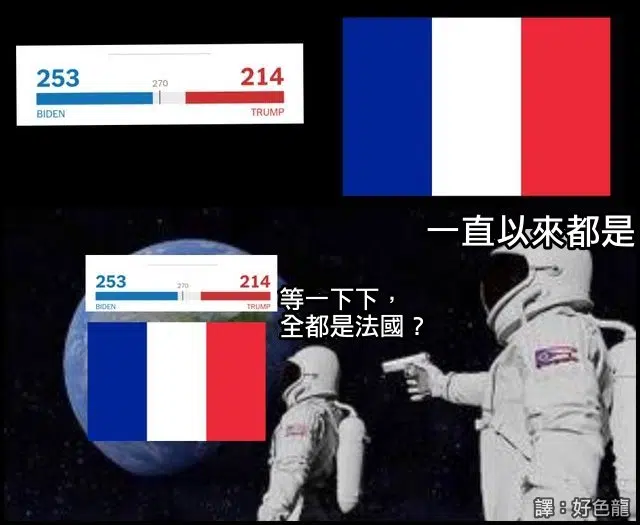 253
214
270
BIDEN
TRUMP
一直以來都是
253
214
270
BIDEN
TRUMP
等一下下，
全都是法國？
譯：好色龍